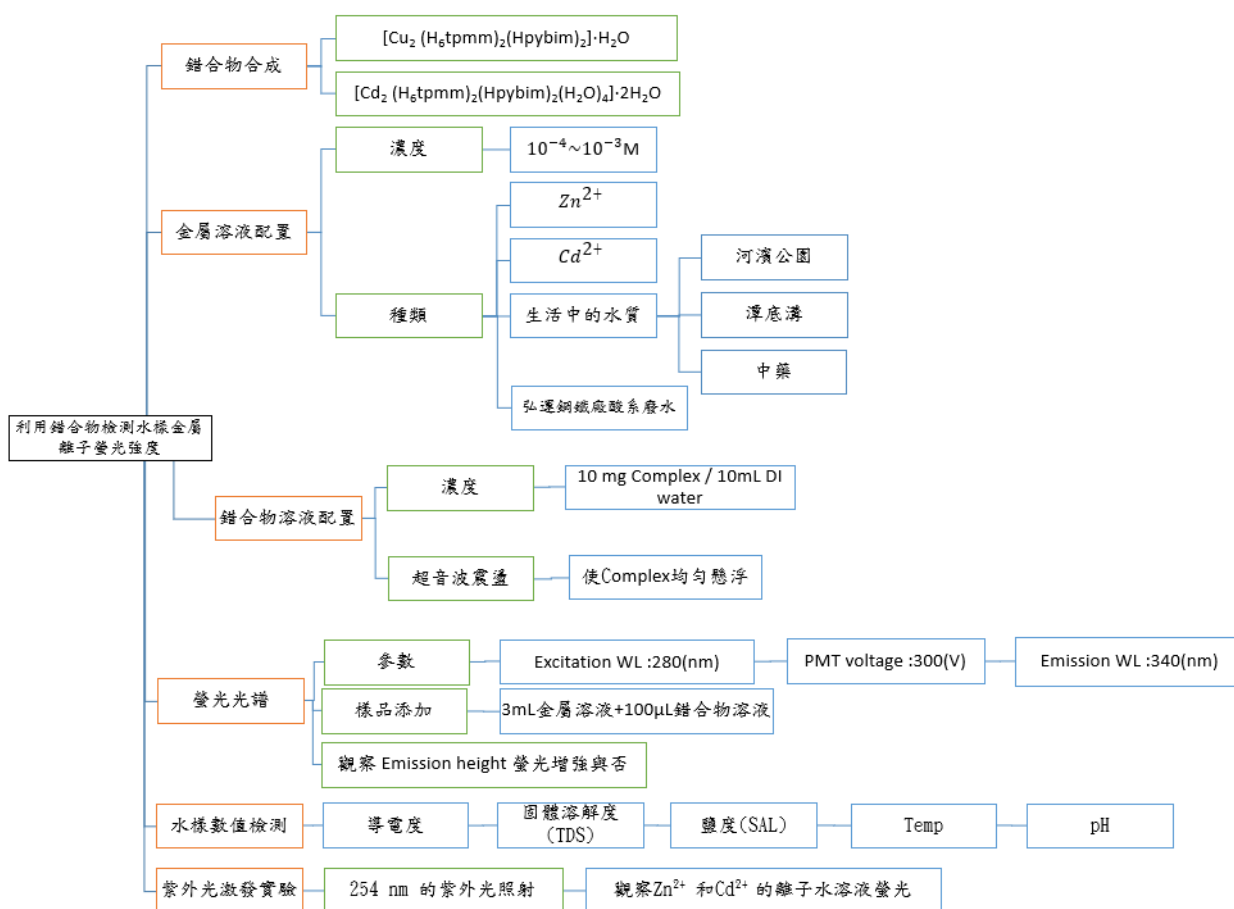 錯合物合成
[Cu₂ (H₆tpmm)₂(Hpybim)₂]·H₂O
[Cd₂ (H₆tpmm)₂(Hpybim)₂(H₂O)₄]·2H₂O
金屬溶液配置
濃度
10⁻⁴~10⁻³M
種類
Zn²⁺
Cd²⁺
生活中的水質
河濱公園
潭底溝
中藥
弘運鋼鐵廠酸系廢水
利用錯合物檢測水樣金屬
離子螢光強度
錯合物溶液配置
濃度
10 mg Complex / 10mL DI
water
超音波震盪
使Complex均勻懸浮
螢光光譜
參數
Excitation WL :280(nm)
PMT voltage :300(V)
Emission WL :340(nm)
樣品添加
3mL金屬溶液+100μL錯合物溶液
觀察 Emission height 螢光增強與否
水樣數值檢測
導電度
固體溶解度
(TDS)
鹽度(SAL)
Temp
pH
紫外光激發實驗
254 nm 的紫外光照射
觀察Zn²⁺ 和Cd²⁺ 的離子水溶液螢光